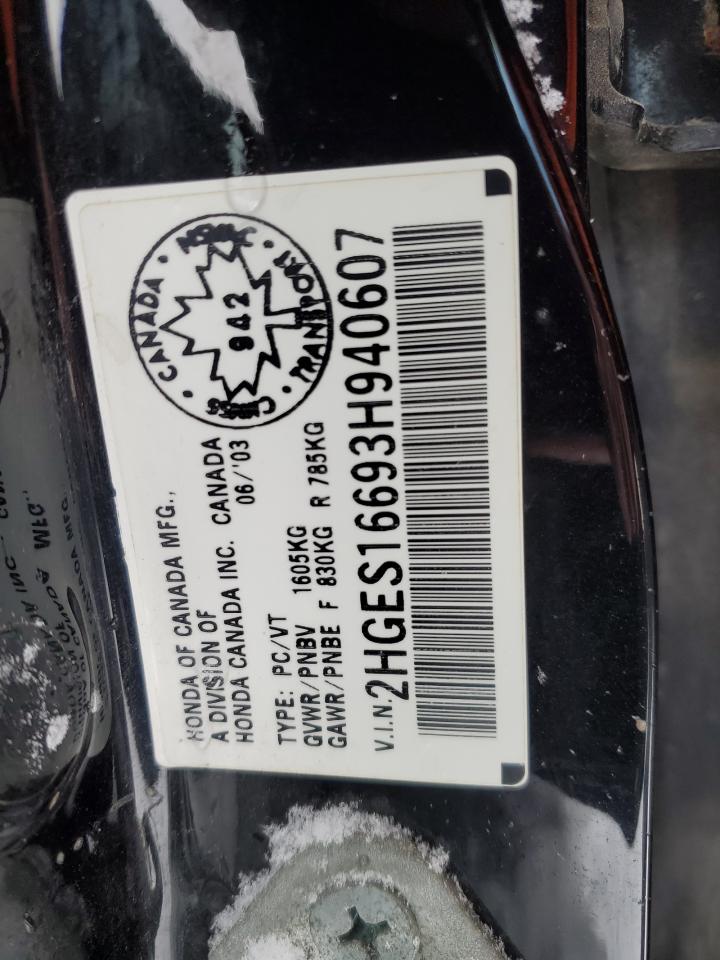 HONDA OF CANADA MFG.,
A DIVISION OF
HONDA CANADA INC. CANADA
06/'03
TYPE: PC/VT
GVWR/PNBV 1605KG
GAWR/PNBE F 830KG R 785KG
V.I.N. 2HGES16693H940607
CANADA
942
TRANSPORT